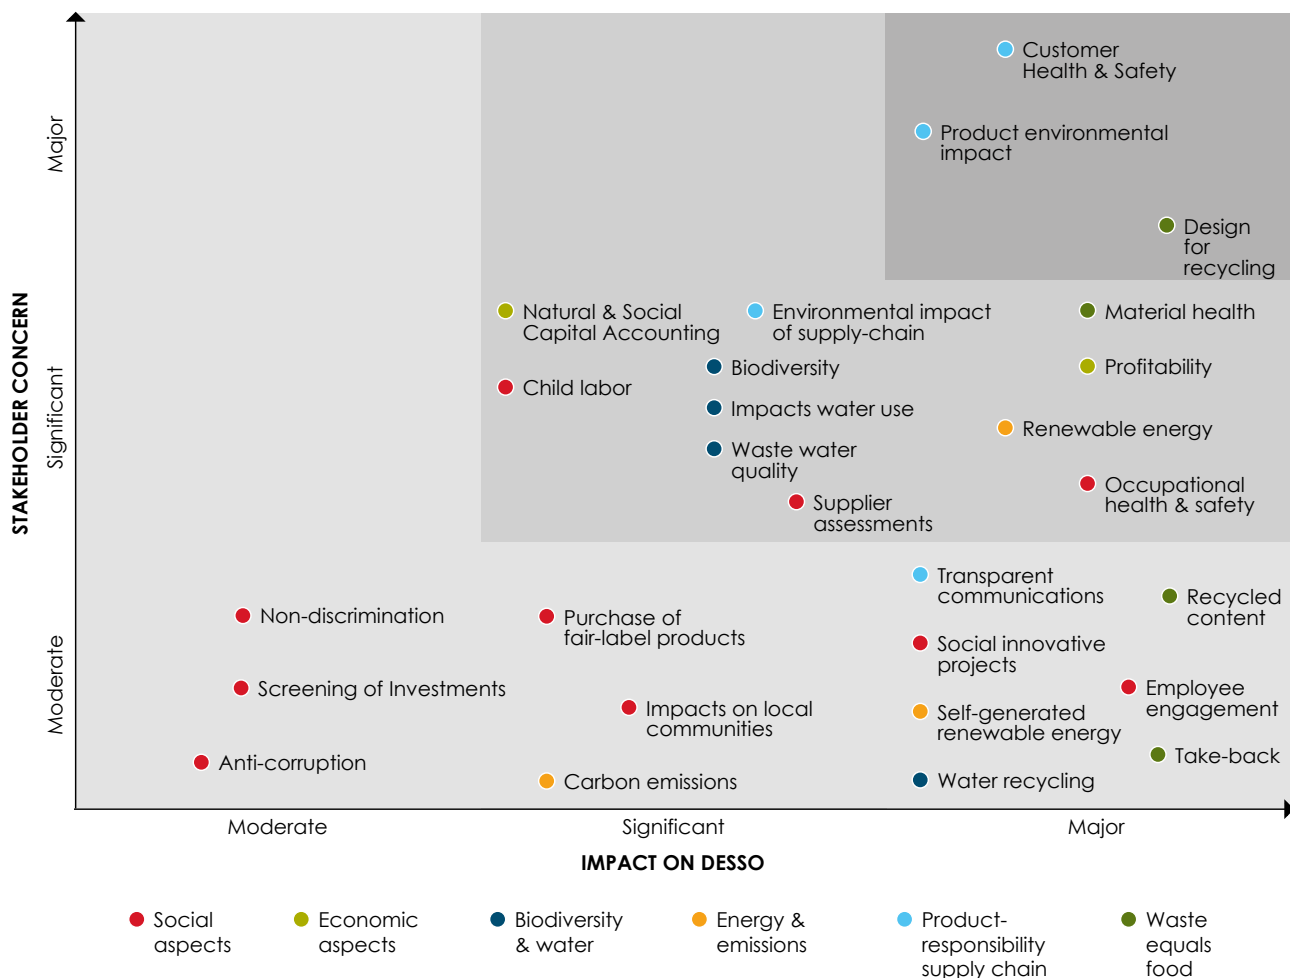 Customer
Health & Safety
Product environmental
impact
Design
for
recycling
Major
Natural & Social
Capital Accounting
Environmental impact
of supply-chain
Material health
Biodiversity
Profitability
Child labor
Impacts water use
Renewable energy
Waste water
quality
Occupational
health & safety
Supplier
assessments
Significant
STAKEHOLDER CONCERN
Transparent
communications
Recycled
content
Non-discrimination
Purchase of
fair-label products
Social innovative
projects
Screening of Investments
Employee
engagement
Impacts on local
communities
Self-generated
renewable energy
Take-back
Anti-corruption
Carbon emissions
Water recycling
Moderate
Moderate
Significant
Major
IMPACT ON DESSO
Social
aspects
Economic
aspects
Biodiversity
& water
Energy &
emissions
Product-
responsibility
supply chain
Waste
equals
food